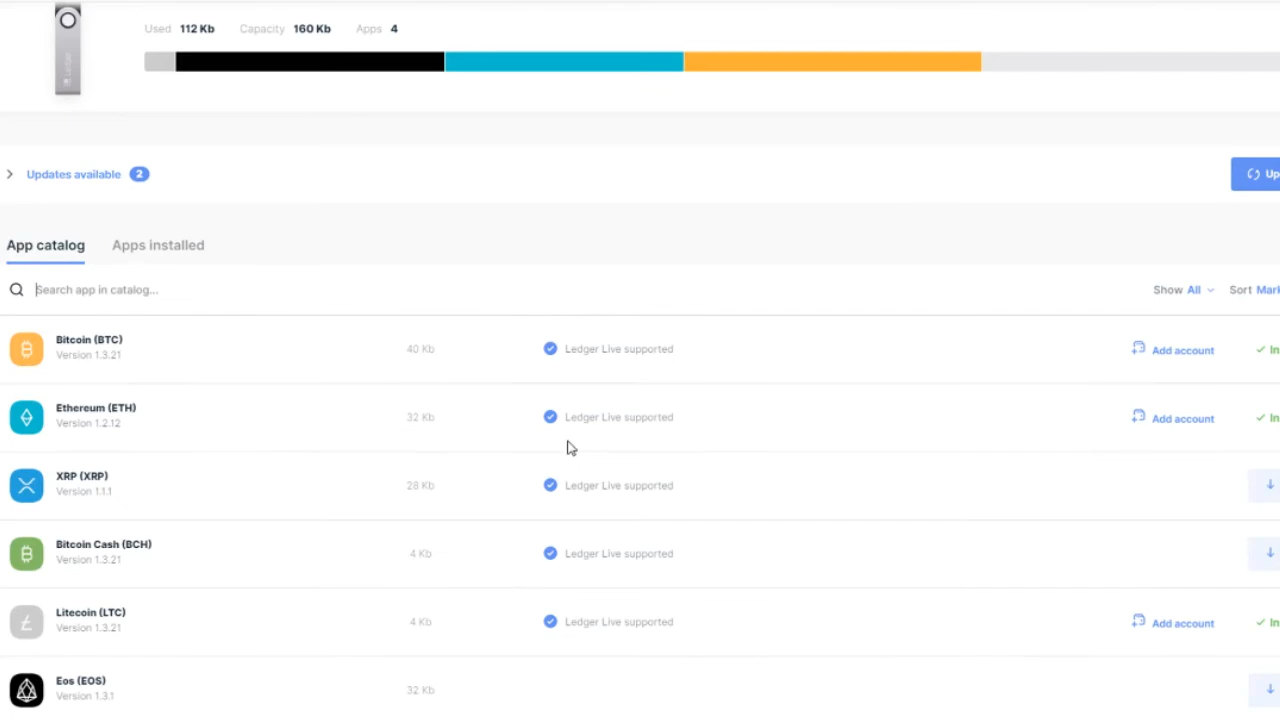 Used 112 Kb Capacity 160 Kb Apps 4
Updates available 2
App catalog Apps installed
Search app in catalog...
Show All Sort
Bitcoin (BTC)
Version 1.3.21
40 Kb Ledger Live supported Add account
Ethereum (ETH)
Version 1.2.12
32 Kb Ledger Live supported Add account
XRP (XRP)
Version 1.1.1
28 Kb Ledger Live supported
Bitcoin Cash (BCH)
Version 1.3.21
4 Kb Ledger Live supported
Litecoin (LTC)
Version 1.3.21
4 Kb Ledger Live supported Add account
Eos (EOS)
Version 1.3.1
32 Kb